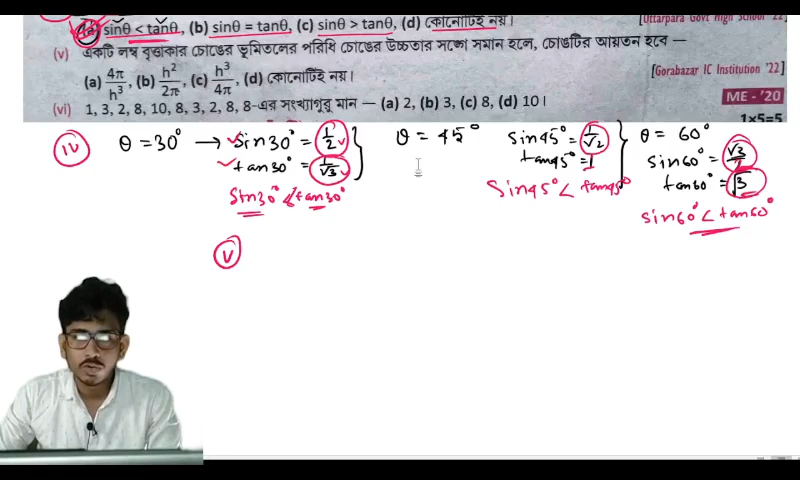 (a) sinθ < tanθ, (b) sinθ = tanθ, (c) sinθ > tanθ, (d) কোনোটিই নয়। [Uttarpara Govt High School '22]
(v) একটি লম্ব বৃত্তাকার চোঙের ভূমিতলের পরিধি চোঙের উচ্চতার সঙ্গে সমান হলে, চোঙটির আয়তন হবে —
(a) 4π/h³, (b) h²/2π, (c) h³/4π, (d) কোনোটিই নয়। [Gorabazar IC Institution '22]
ME – '20
(vi) 1, 3, 2, 8, 10, 8, 3, 2, 8, 8-এর সংখ্যাগুরু মান — (a) 2, (b) 3, (c) 8, (d) 10।
1×5=5
iv θ = 30° → sin30° = 1/2
tan30° = 1/√3
sin30° < tan30°
θ = 45°
sin45° = 1/√2
tan45° = 1
sin45° < tan45°
θ = 60°
sin60° = √3/2
tan60° = √3
sin60° < tan60°
v